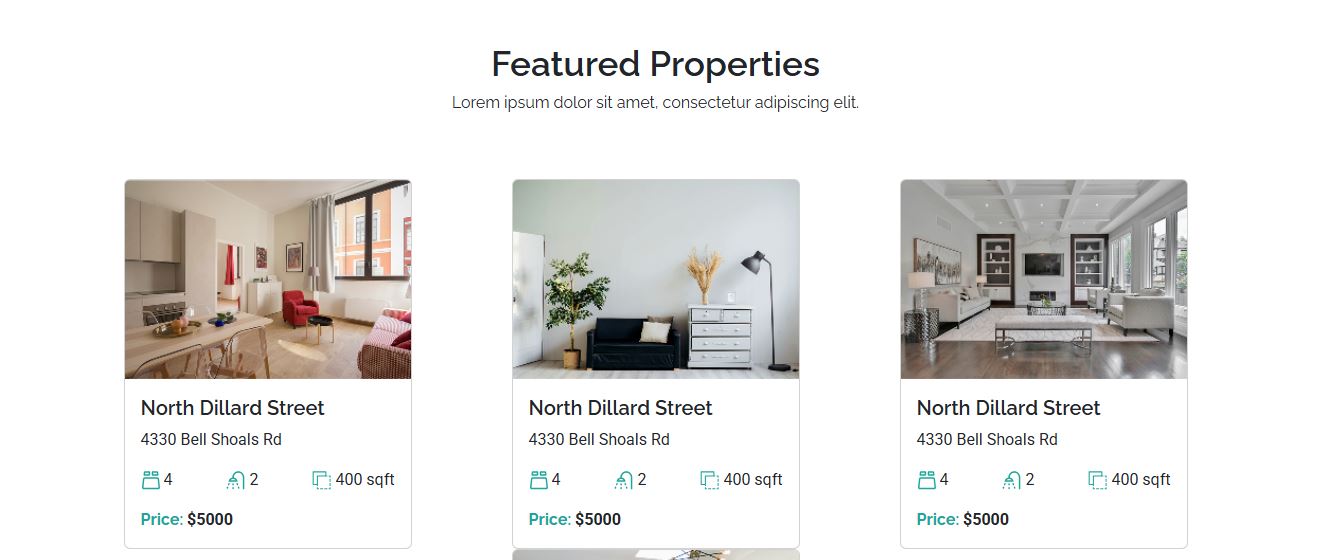 Featured Properties
Lorem ipsum dolor sit amet, consectetur adipiscing elit.
North Dillard Street
4330 Bell Shoals Rd
4 2 400 sqft
Price: $5000
North Dillard Street
4330 Bell Shoals Rd
4 2 400 sqft
Price: $5000
North Dillard Street
4330 Bell Shoals Rd
4 2 400 sqft
Price: $5000